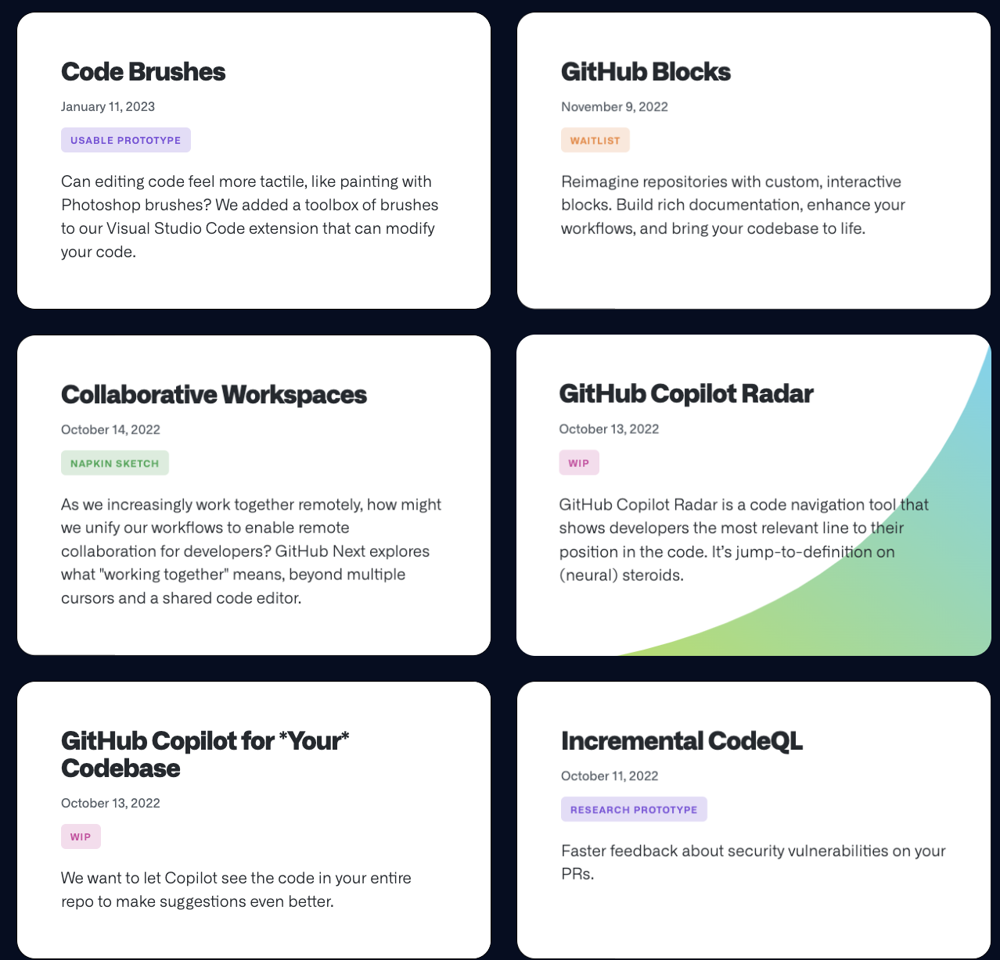 Code Brushes
January 11, 2023
USABLE PROTOTYPE
Can editing code feel more tactile, like painting with
Photoshop brushes? We added a toolbox of brushes
to our Visual Studio Code extension that can modify
your code.
GitHub Blocks
November 9, 2022
WAITLIST
Reimagine repositories with custom, interactive
blocks. Build rich documentation, enhance your
workflows, and bring your codebase to life.
Collaborative Workspaces
October 14, 2022
NAPKIN SKETCH
As we increasingly work together remotely, how might
we unify our workflows to enable remote
collaboration for developers? GitHub Next explores
what "working together" means, beyond multiple
cursors and a shared code editor.
GitHub Copilot Radar
October 13, 2022
WIP
GitHub Copilot Radar is a code navigation tool that
shows developers the most relevant line to their
position in the code. It’s jump-to-definition on
(neural) steroids.
GitHub Copilot for *Your*
Codebase
October 13, 2022
WIP
We want to let Copilot see the code in your entire
repo to make suggestions even better.
Incremental CodeQL
October 11, 2022
RESEARCH PROTOTYPE
Faster feedback about security vulnerabilities on your
PRs.